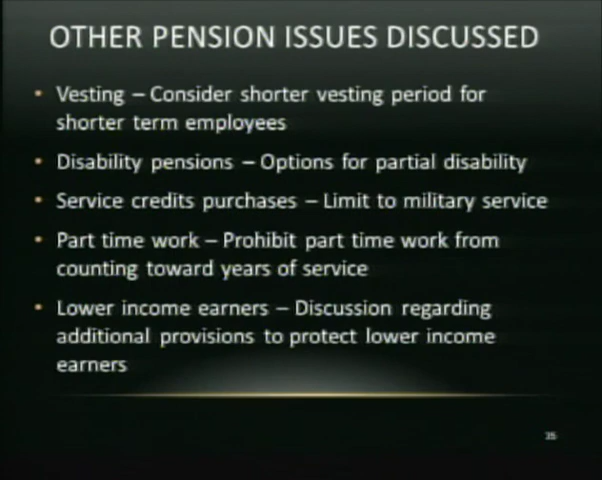 OTHER PENSION ISSUES DISCUSSED
• Vesting – Consider shorter vesting period for
shorter term employees
• Disability pensions – Options for partial disability
• Service credits purchases – Limit to military service
• Part time work – Prohibit part time work from
counting toward years of service
• Lower income earners – Discussion regarding
additional provisions to protect lower income
earners
35